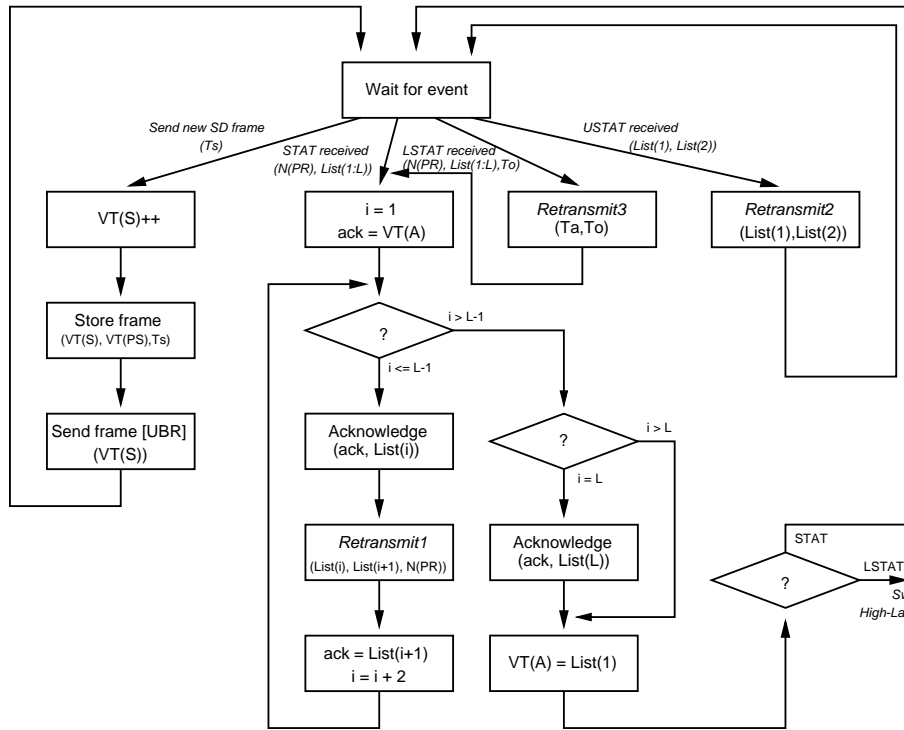 Wait for event
Send new SD frame
(Ts)
STAT received
(N(PR), List(1:L))
LSTAT received
(N(PR), List(1:L),To)
USTAT received
(List(1), List(2))
VT(S)++
i = 1
ack = VT(A)
Retransmit3
(Ta,To)
Retransmit2
(List(1),List(2))
Store frame
(VT(S), VT(PS),Ts)
?
i > L-1
i <= L-1
Send frame [UBR]
(VT(S))
Acknowledge
(ack, List(i))
?
i > L
i = L
Retransmit1
(List(i), List(i+1), N(PR))
Acknowledge
(ack, List(L))
STAT
?
LSTAT
ack = List(i+1)
i = i + 2
VT(A) = List(1)